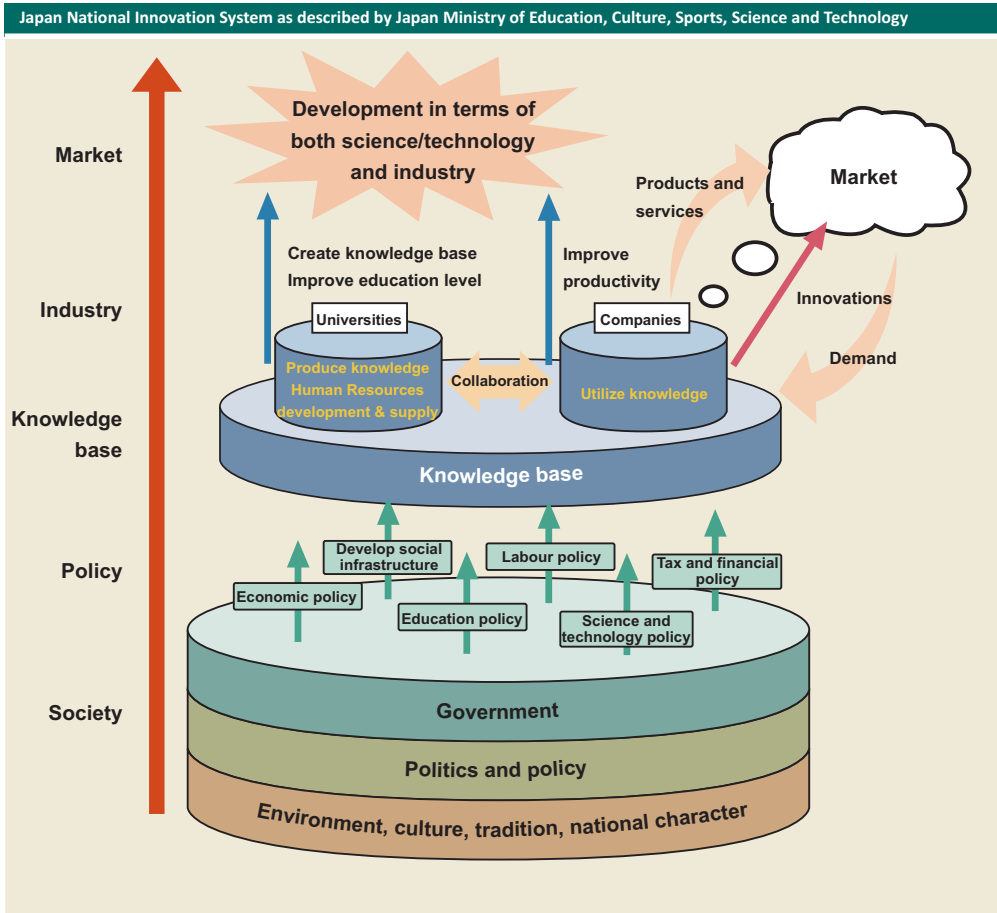 Japan National Innovation System as described by Japan Ministry of Education, Culture, Sports, Science and Technology
Development in terms of
both science/technology
and industry
Market
Market
Products and
services
Create knowledge base
Improve education level
Improve
productivity
Innovations
Industry
Universities
Companies
Demand
Produce knowledge
Human Resources
development & supply
Collaboration
Utilize knowledge
Knowledge
base
Knowledge base
Policy
Economic policy
Develop social
infrastructure
Education policy
Labour policy
Science and
technology policy
Tax and financial
policy
Society
Government
Politics and policy
Environment, culture, tradition, national character